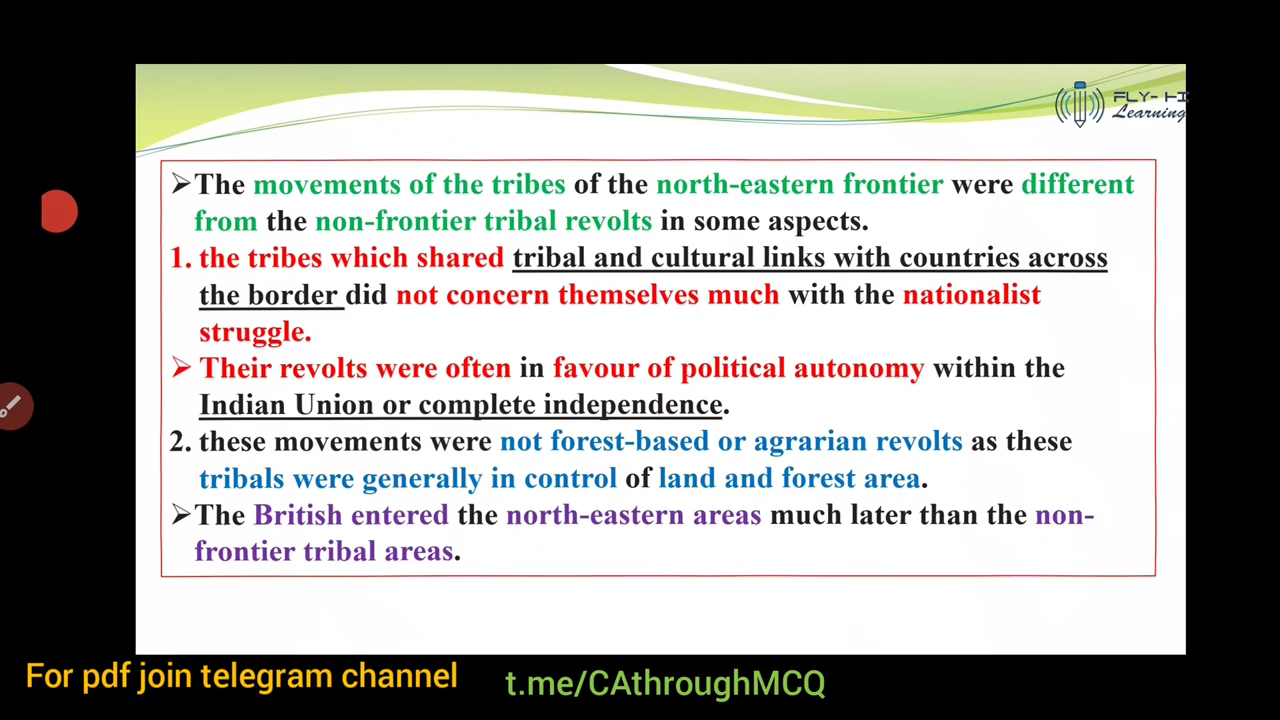 FLY-HI
Learning
➢The movements of the tribes of the north-eastern frontier were different
from the non-frontier tribal revolts in some aspects.
1. the tribes which shared tribal and cultural links with countries across
the border did not concern themselves much with the nationalist
struggle.
➢ Their revolts were often in favour of political autonomy within the
Indian Union or complete independence.
2. these movements were not forest-based or agrarian revolts as these
tribals were generally in control of land and forest area.
➢The British entered the north-eastern areas much later than the non-
frontier tribal areas.
For pdf join telegram channel
t.me/CAthroughMCQ